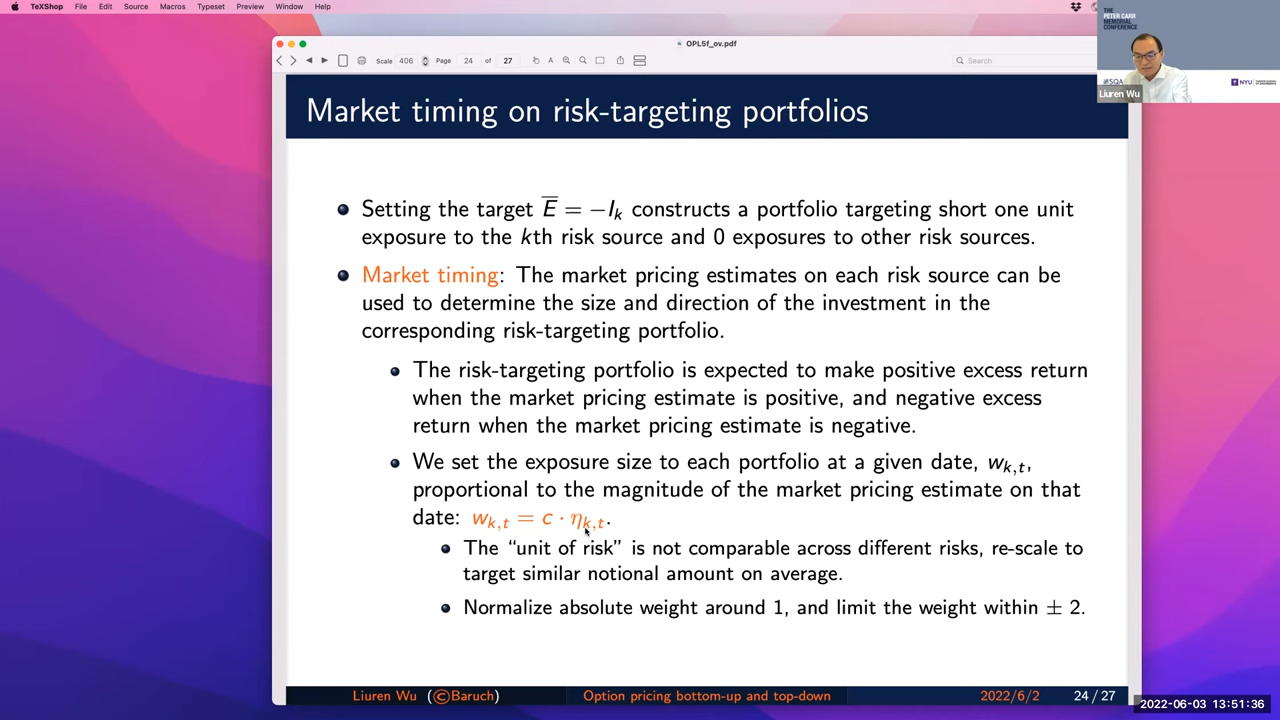 TeXShop File Edit Source Macros Typeset Preview Window Help
OPL5f_ov.pdf
Scale 406 Page 24 of 27 Search
Market timing on risk-targeting portfolios
Setting the target E̅ = −I_k constructs a portfolio targeting short one unit
exposure to the kth risk source and 0 exposures to other risk sources.
Market timing: The market pricing estimates on each risk source can be
used to determine the size and direction of the investment in the
corresponding risk-targeting portfolio.
The risk-targeting portfolio is expected to make positive excess return
when the market pricing estimate is positive, and negative excess
return when the market pricing estimate is negative.
We set the exposure size to each portfolio at a given date, w_{k,t},
proportional to the magnitude of the market pricing estimate on that
date: w_{k,t} = c · η_{k,t}.
The “unit of risk” is not comparable across different risks, re-scale to
target similar notional amount on average.
Normalize absolute weight around 1, and limit the weight within ± 2.
Liuren Wu (©Baruch) Option pricing bottom-up and top-down 2022/6/2 24 / 27
THE
PETER CARR
MEMORIAL
CONFERENCE
SQA
NYU
Liuren Wu
2022-06-03 13:51:36